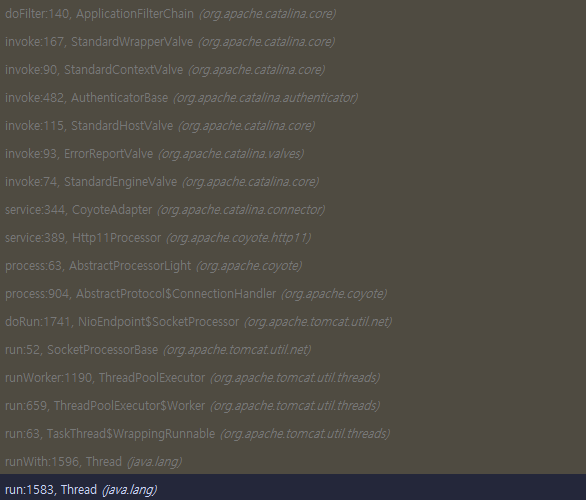 doFilter:140, ApplicationFilterChain (org.apache.catalina.core)
invoke:167, StandardWrapperValve (org.apache.catalina.core)
invoke:90, StandardContextValve (org.apache.catalina.core)
invoke:482, AuthenticatorBase (org.apache.catalina.authenticator)
invoke:115, StandardHostValve (org.apache.catalina.core)
invoke:93, ErrorReportValve (org.apache.catalina.valves)
invoke:74, StandardEngineValve (org.apache.catalina.core)
service:344, CoyoteAdapter (org.apache.catalina.connector)
service:389, Http11Processor (org.apache.coyote.http11)
process:63, AbstractProcessorLight (org.apache.coyote)
process:904, AbstractProtocol$ConnectionHandler (org.apache.coyote)
doRun:1741, NioEndpoint$SocketProcessor (org.apache.tomcat.util.net)
run:52, SocketProcessorBase (org.apache.tomcat.util.net)
runWorker:1190, ThreadPoolExecutor (org.apache.tomcat.util.threads)
run:659, ThreadPoolExecutor$Worker (org.apache.tomcat.util.threads)
run:63, TaskThread$WrappingRunnable (org.apache.tomcat.util.threads)
runWith:1596, Thread (java.lang)
run:1583, Thread (java.lang)